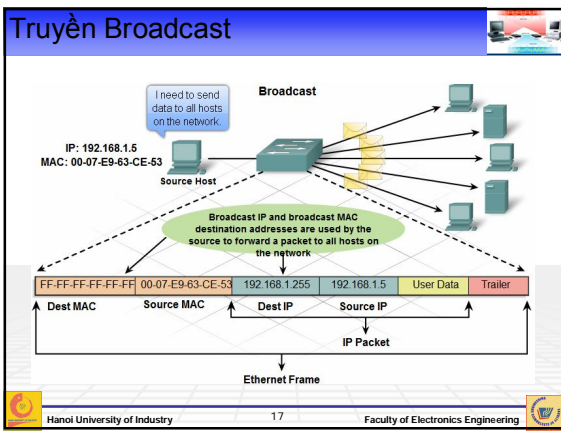 Truyền Broadcast
I need to send
data to all hosts
on the network.
Broadcast
IP: 192.168.1.5
MAC: 00-07-E9-63-CE-53
Source Host
Broadcast IP and broadcast MAC
destination addresses are used by the
source to forward a packet to all hosts on
the network
FF-FF-FF-FF-FF-FF 00-07-E9-63-CE-53 192.168.1.255 192.168.1.5 User Data Trailer
Dest MAC Source MAC Dest IP Source IP
IP Packet
Ethernet Frame
Hanoi University of Industry 17 Faculty of Electronics Engineering